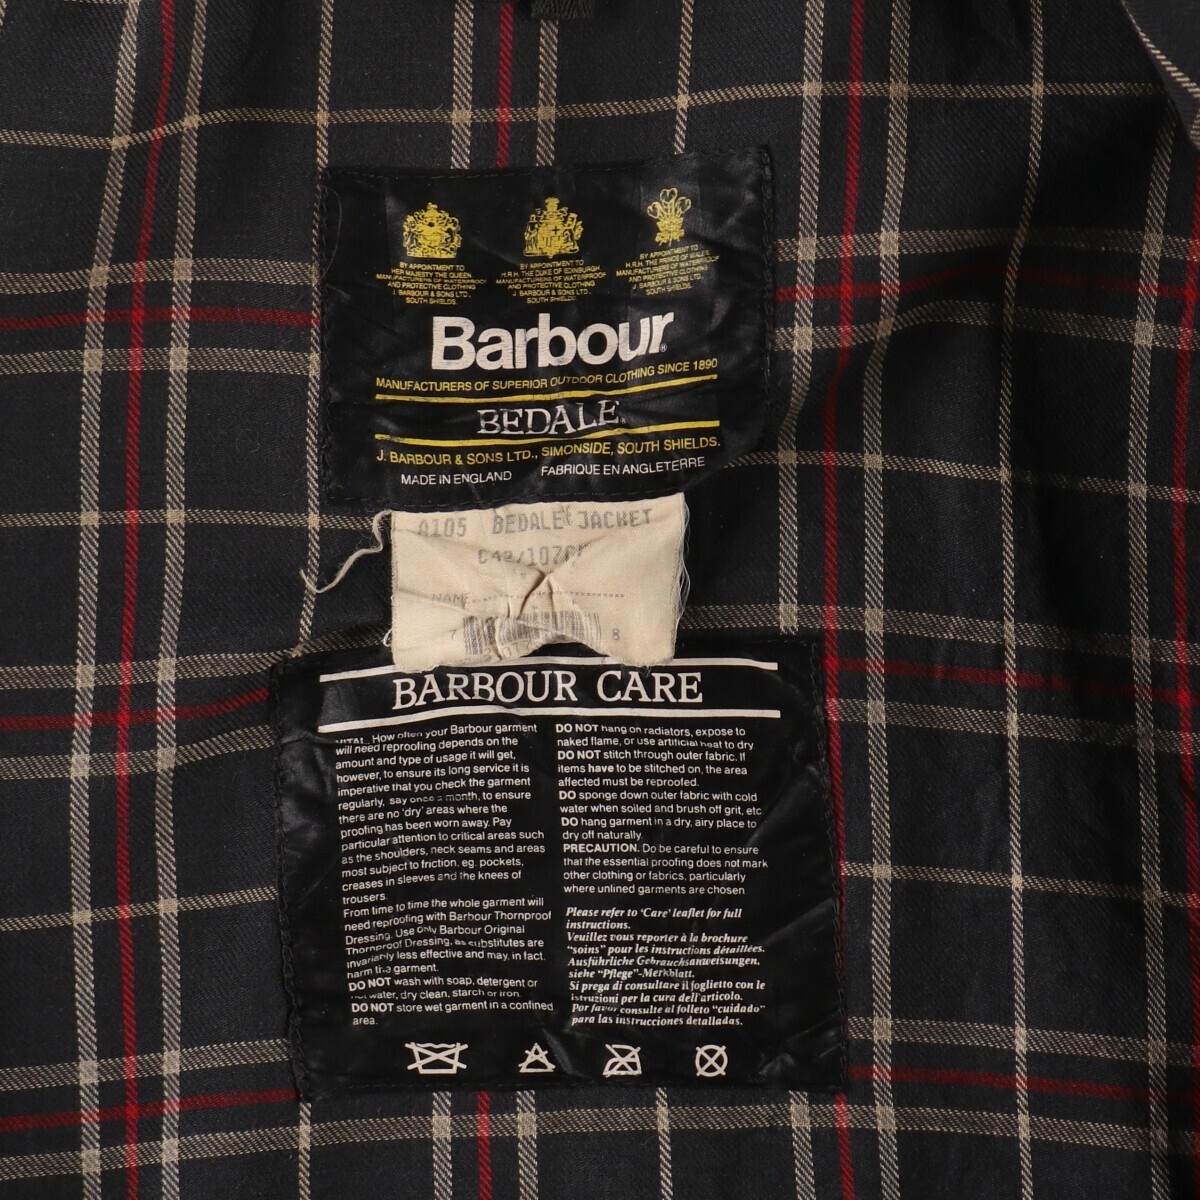 BY APPOINTMENT TO
HER MAJESTY THE QUEEN
MANUFACTURERS OF WATERPROOF
AND PROTECTIVE CLOTHING
J. BARBOUR & SONS LTD.,
SOUTH SHIELDS.
BY APPOINTMENT TO
H.R.H. THE DUKE OF EDINBURGH
MANUFACTURERS OF WATERPROOF
AND PROTECTIVE CLOTHING
J. BARBOUR & SONS LTD.,
SOUTH SHIELDS.
BY APPOINTMENT TO
H.R.H. THE PRINCE OF WALES
MANUFACTURERS OF WATERPROOF
AND PROTECTIVE CLOTHING
J. BARBOUR & SONS LTD.,
SOUTH SHIELDS.
Barbour®
MANUFACTURERS OF SUPERIOR OUTDOOR CLOTHING SINCE 1890
BEDALE
J. BARBOUR & SONS LTD., SIMONSIDE, SOUTH SHIELDS.
MADE IN ENGLAND FABRIQUE EN ANGLETERRE
A105 BEDALE JACKET
C42/107CM
NAME
7 8
BARBOUR CARE
VITAL. How often your Barbour garment
will need reproofing depends on the
amount and type of usage it will get,
however, to ensure its long service it is
imperative that you check the garment
regularly, say once a month, to ensure
there are no 'dry' areas where the
proofing has been worn away. Pay
particular attention to critical areas such
as the shoulders, neck seams and areas
most subject to friction, eg. pockets,
creases in sleeves and the knees of
trousers.
From time to time the whole garment will
need reproofing with Barbour Thornproof
Dressing. Use only Barbour Original
Thornproof Dressing, as substitutes are
invariably less effective and may, in fact,
harm the garment.
DO NOT wash with soap, detergent or
hot water, dry clean, starch or iron.
DO NOT store wet garment in a confined
area.
DO NOT hang on radiators, expose to
naked flame, or use artificial heat to dry
DO NOT stitch through outer fabric. If
items have to be stitched on, the area
affected must be reproofed.
DO sponge down outer fabric with cold
water when soiled and brush off grit, etc
DO hang garment in a dry, airy place to
dry off naturally.
PRECAUTION. Do be careful to ensure
that the essential proofing does not mark
other clothing or fabrics, particularly
where unlined garments are chosen
Please refer to 'Care' leaflet for full
instructions.
Veuillez vous reporter à la brochure
"soins" pour les instructions détaillées.
Ausführliche Gebrauchsanweisungen,
siehe "Pflege"-Merkblatt.
Si prega di consultare il foglietto con le
istruzioni per la cura dell'articolo.
Por favor consulte al folleto "cuidado"
para las instrucciones detalladas.